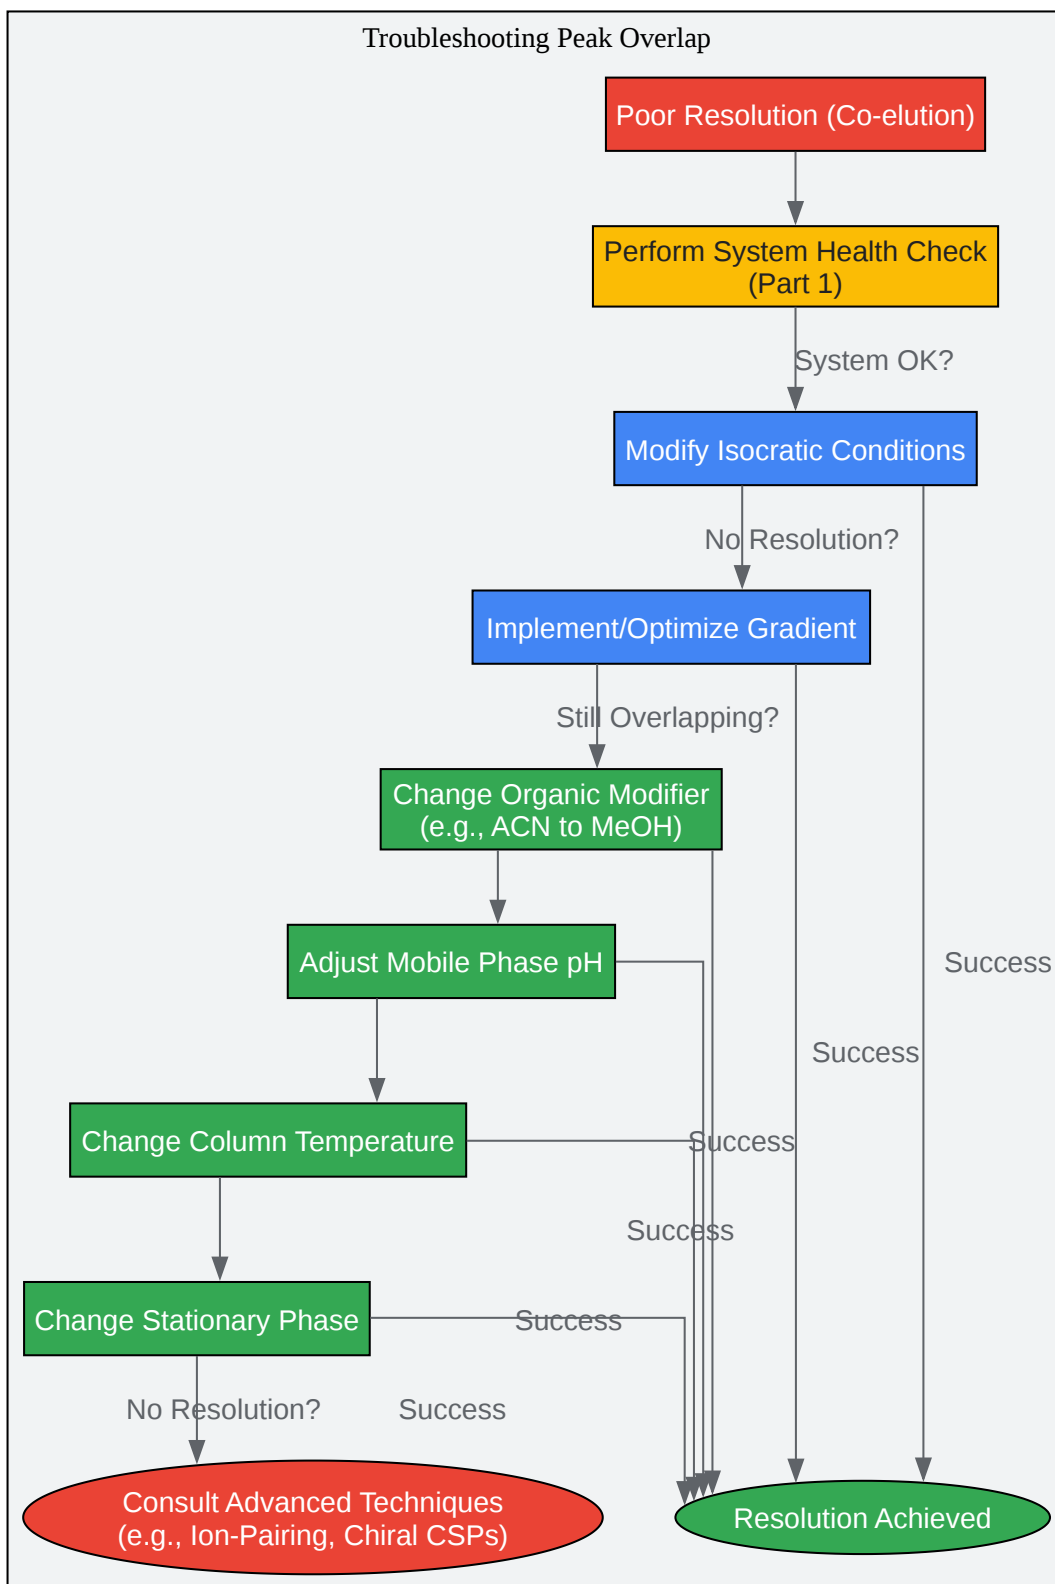 Troubleshooting Peak Overlap
Poor Resolution (Co-elution)
Perform System Health Check
(Part 1)
System OK?
Modify Isocratic Conditions
No Resolution?
Implement/Optimize Gradient
Still Overlapping?
Change Organic Modifier
(e.g., ACN to MeOH)
Adjust Mobile Phase pH
Success
Success
Change Column Temperature
Success
Success
Change Stationary Phase
Success
No Resolution?
Success
Consult Advanced Techniques
(e.g., Ion-Pairing, Chiral CSPs)
Resolution Achieved